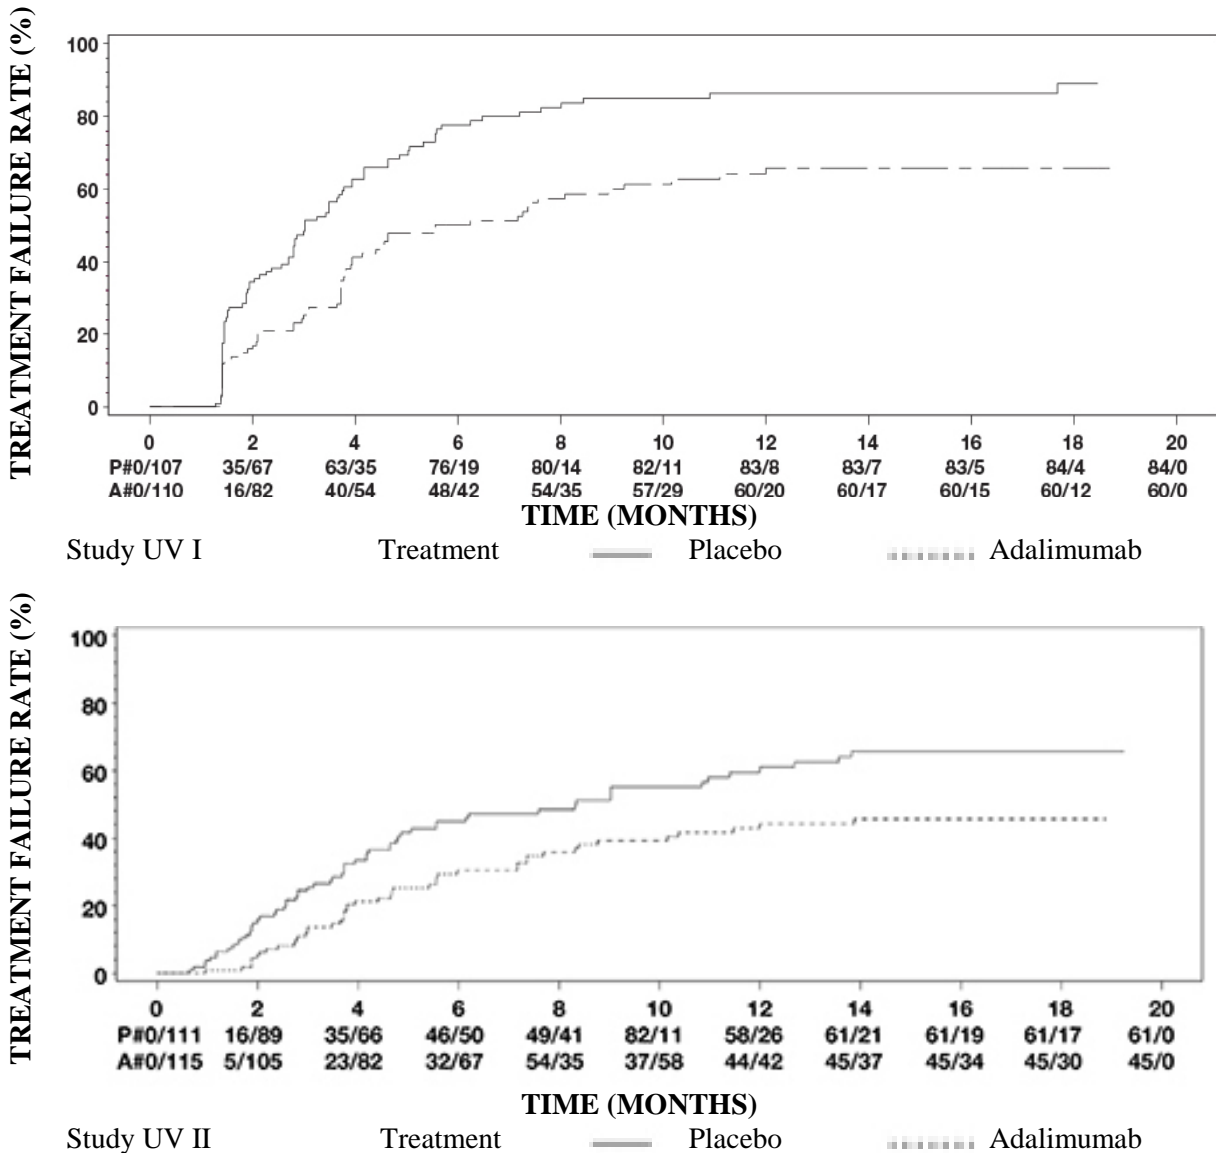 TREATMENT FAILURE RATE (%)
100
80
60
40
20
0
0 2 4 6 8 10 12 14 16 18 20
P#0/107 35/67 63/35 76/19 80/14 82/11 83/8 83/7 83/5 84/4 84/0
A#0/110 16/82 40/54 48/42 54/35 57/29 60/20 60/17 60/15 60/12 60/0
TIME (MONTHS)
Study UV I Treatment Placebo Adalimumab
TREATMENT FAILURE RATE (%)
100
80
60
40
20
0
0 2 4 6 8 10 12 14 16 18 20
P#0/111 16/89 35/66 46/50 49/41 82/11 58/26 61/21 61/19 61/17 61/0
A#0/115 5/105 23/82 32/67 54/35 37/58 44/42 45/37 45/34 45/30 45/0
TIME (MONTHS)
Study UV II Treatment Placebo Adalimumab